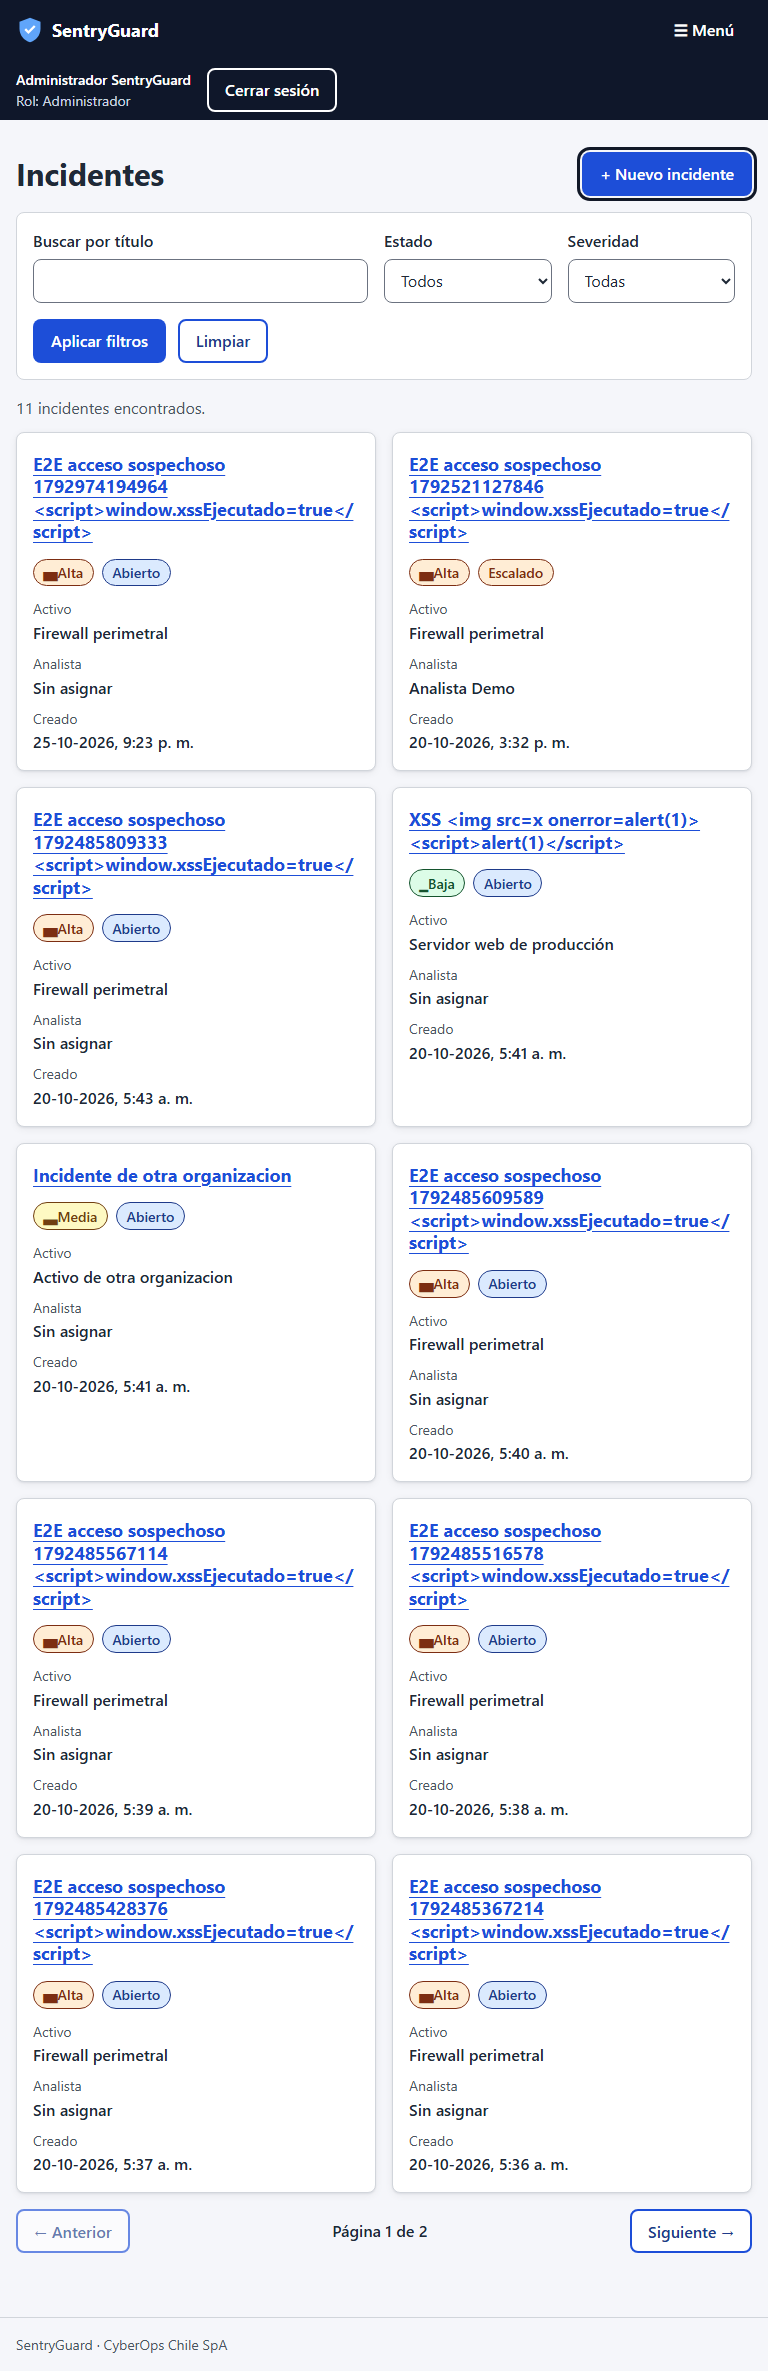 SentryGuard
☰ Menú
Administrador SentryGuard
Rol: Administrador
Cerrar sesión
Incidentes
+ Nuevo incidente
Buscar por título
Estado
Severidad
Todos
Todas
Aplicar filtros
Limpiar
11 incidentes encontrados.
E2E acceso sospechoso
1792974194964
<script>window.xssEjecutado=true</
script>
Alta
Abierto
Activo
Firewall perimetral
Analista
Sin asignar
Creado
25-10-2026, 9:23 p. m.
E2E acceso sospechoso
1792521127846
<script>window.xssEjecutado=true</
script>
Alta
Escalado
Activo
Firewall perimetral
Analista
Analista Demo
Creado
20-10-2026, 3:32 p. m.
E2E acceso sospechoso
1792485809333
<script>window.xssEjecutado=true</
script>
Alta
Abierto
Activo
Firewall perimetral
Analista
Sin asignar
Creado
20-10-2026, 5:43 a. m.
XSS <img src=x onerror=alert(1)>
<script>alert(1)</script>
Baja
Abierto
Activo
Servidor web de producción
Analista
Sin asignar
Creado
20-10-2026, 5:41 a. m.
Incidente de otra organizacion
Media
Abierto
Activo
Activo de otra organizacion
Analista
Sin asignar
Creado
20-10-2026, 5:41 a. m.
E2E acceso sospechoso
1792485609589
<script>window.xssEjecutado=true</
script>
Alta
Abierto
Activo
Firewall perimetral
Analista
Sin asignar
Creado
20-10-2026, 5:40 a. m.
E2E acceso sospechoso
1792485567114
<script>window.xssEjecutado=true</
script>
Alta
Abierto
Activo
Firewall perimetral
Analista
Sin asignar
Creado
20-10-2026, 5:39 a. m.
E2E acceso sospechoso
1792485516578
<script>window.xssEjecutado=true</
script>
Alta
Abierto
Activo
Firewall perimetral
Analista
Sin asignar
Creado
20-10-2026, 5:38 a. m.
E2E acceso sospechoso
1792485428376
<script>window.xssEjecutado=true</
script>
Alta
Abierto
Activo
Firewall perimetral
Analista
Sin asignar
Creado
20-10-2026, 5:37 a. m.
E2E acceso sospechoso
1792485367214
<script>window.xssEjecutado=true</
script>
Alta
Abierto
Activo
Firewall perimetral
Analista
Sin asignar
Creado
20-10-2026, 5:36 a. m.
← Anterior
Página 1 de 2
Siguiente →
SentryGuard · CyberOps Chile SpA